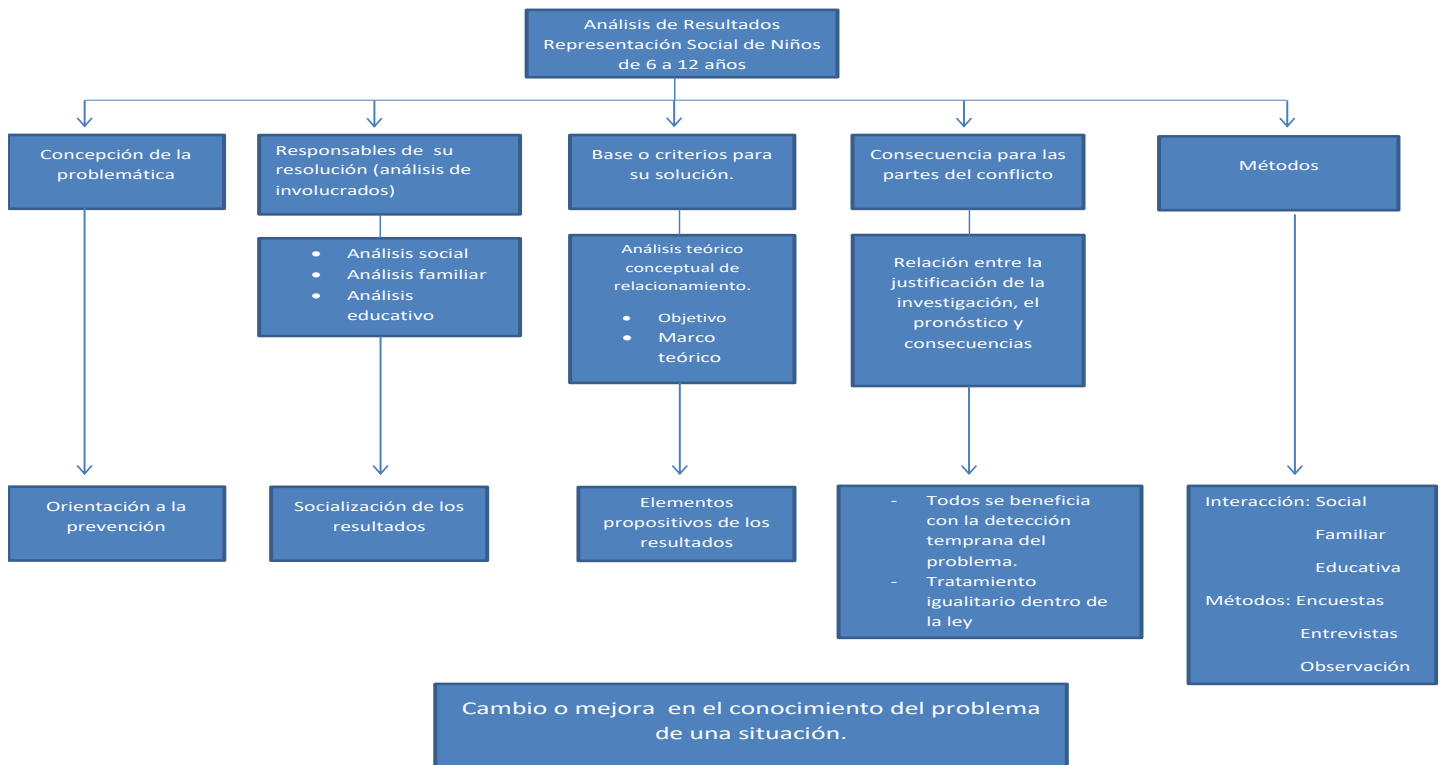 Análisis de Resultados
Representación Social de Niños
de 6 a 12 años
Concepción de la
problemática
Responsables de su
resolución (análisis de
involucrados)
Base o criterios para
su solución.
Consecuencia para las
partes del conflicto
Métodos
• Análisis social
• Análisis familiar
• Análisis
educativo
Análisis teórico
conceptual de
relacionamiento.
• Objetivo
• Marco
teórico
Relación entre la
justificación de la
investigación, el
pronóstico y
consecuencias
Orientación a la
prevención
Socialización de los
resultados
Elementos
propositivos de los
resultados
- Todos se beneficia
con la detección
temprana del
problema.
- Tratamiento
igualitario dentro de
la ley
Interacción: Social
Familiar
Educativa
Métodos: Encuestas
Entrevistas
Observación
Cambio o mejora en el conocimiento del problema
de una situación.